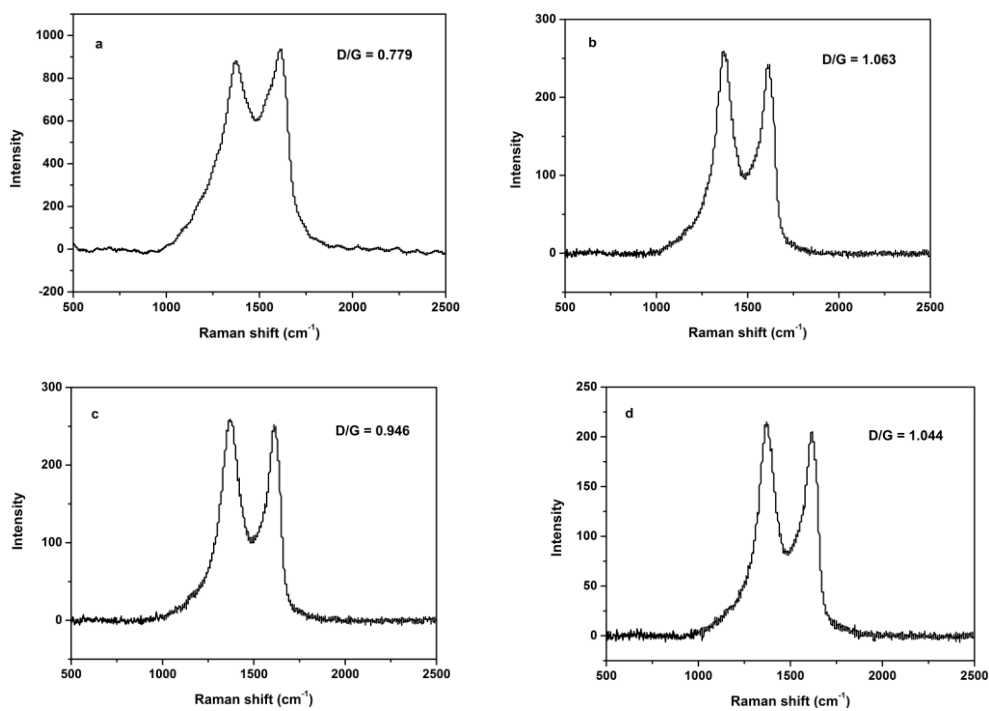 a
D/G = 0.779
1000
800
600
400
200
0
-200
Intensity
500 1000 1500 2000 2500
Raman shift (cm⁻¹)
b
D/G = 1.063
300
200
100
0
Intensity
500 1000 1500 2000 2500
Raman shift (cm⁻¹)
c
D/G = 0.946
300
200
100
0
Intensity
500 1000 1500 2000 2500
Raman shift (cm⁻¹)
d
D/G = 1.044
250
200
150
100
50
0
Intensity
500 1000 1500 2000 2500
Raman shift (cm⁻¹)